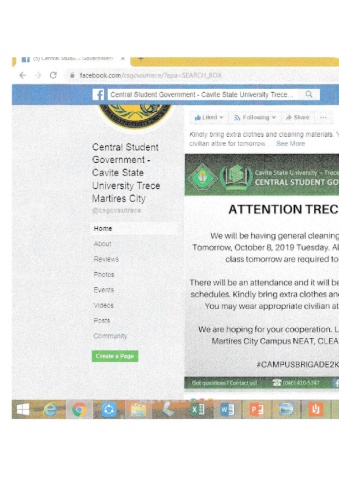 (5) Central Stude... Government
facebook.com/csgcvsutrece/?epa=SEARCH_BOX
Central Student Government - Cavite State University Trece...
Liked Following Share ...
Kindly bring extra clothes and cleaning materials. Y
civilian attire for tomorrow. See More
Central Student
Government -
Cavite State
University Trece
Martires City
@csgcvsutrece
Home
About
Reviews
Photos
Events
Videos
Posts
Community
Create a Page
Cavite State University – Trece
CENTRAL STUDENT GO
ATTENTION TREC
We will be having general cleaning
Tomorrow, October 8, 2019 Tuesday. Al
class tomorrow are required to
There will be an attendance and it will be
schedules. Kindly bring extra clothes and
You may wear appropriate civilian at
We are hoping for your cooperation. L
Martires City Campus NEAT, CLEA
#CAMPUSBRIGADE2K
Got questions? Contact us!